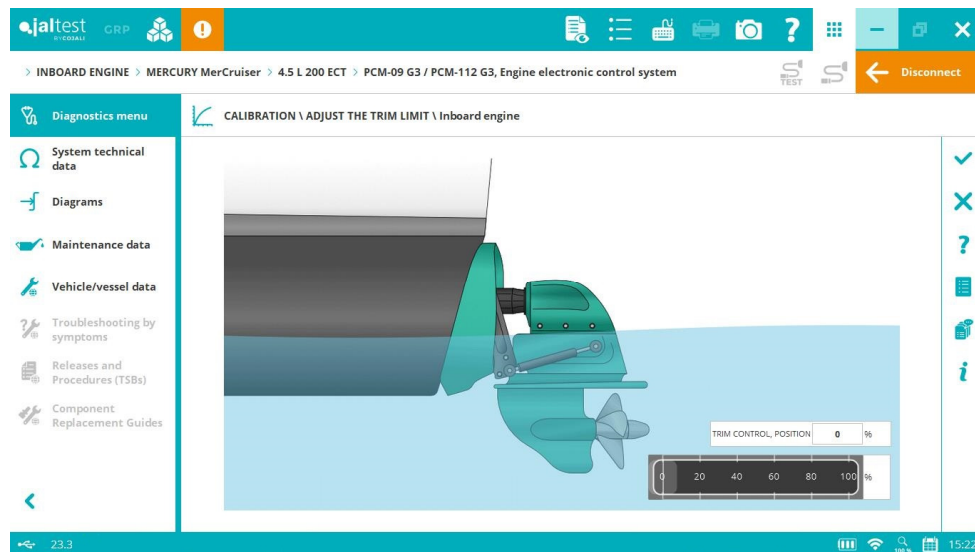 jaltest GRP
BY COJALI
> INBOARD ENGINE > MERCURY MerCruiser > 4.5 L 200 ECT > PCM-09 G3 / PCM-112 G3, Engine electronic control system
TEST
Disconnect
Diagnostics menu
CALIBRATION \ ADJUST THE TRIM LIMIT \ Inboard engine
System technical
data
Diagrams
Maintenance data
Vehicle/vessel data
Troubleshooting by
symptoms
Releases and
Procedures (TSBs)
Component
Replacement Guides
TRIM CONTROL, POSITION 0 %
0 20 40 60 80 100 %
23.3
100 %
15:22